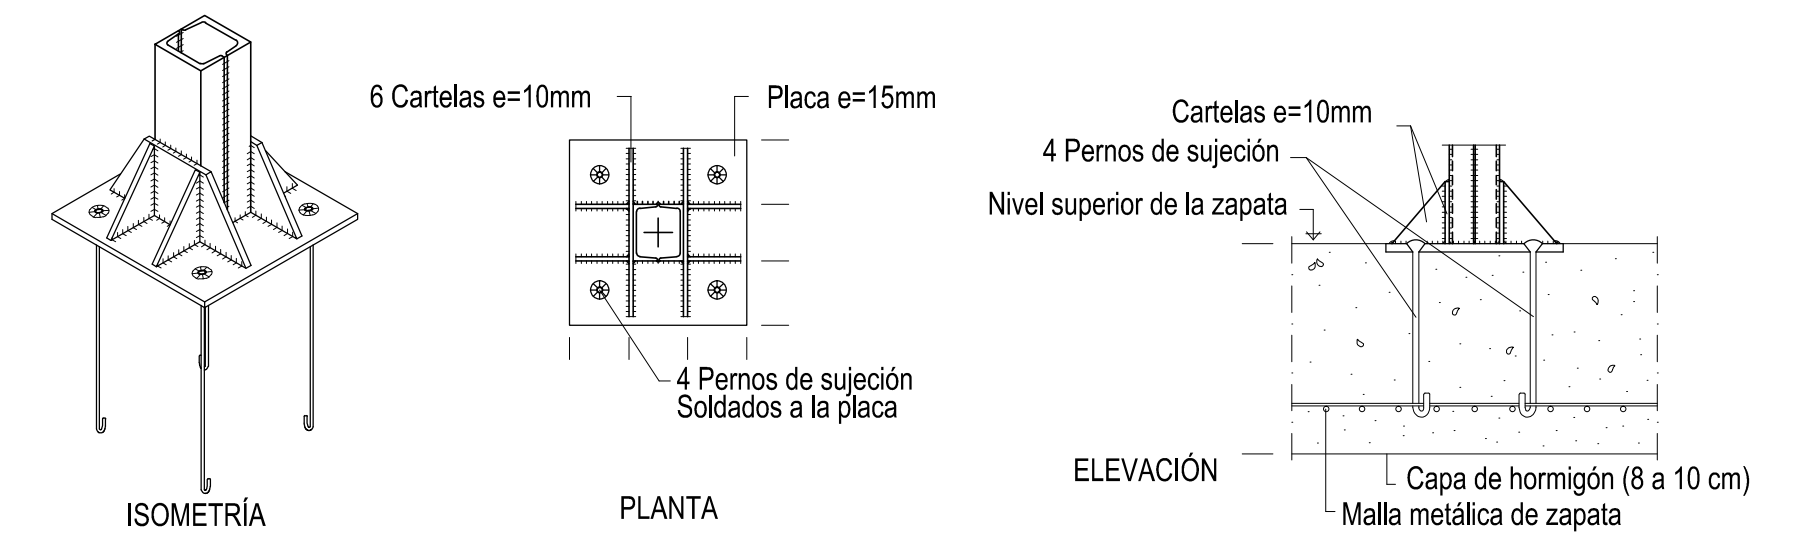 6 Cartelas e=10mm
Placa e=15mm
4 Pernos de sujeción
Soldados a la placa
ISOMETRÍA
PLANTA
Cartelas e=10mm
4 Pernos de sujeción
Nivel superior de la zapata
ELEVACIÓN
Capa de hormigón (8 a 10 cm)
Malla metálica de zapata